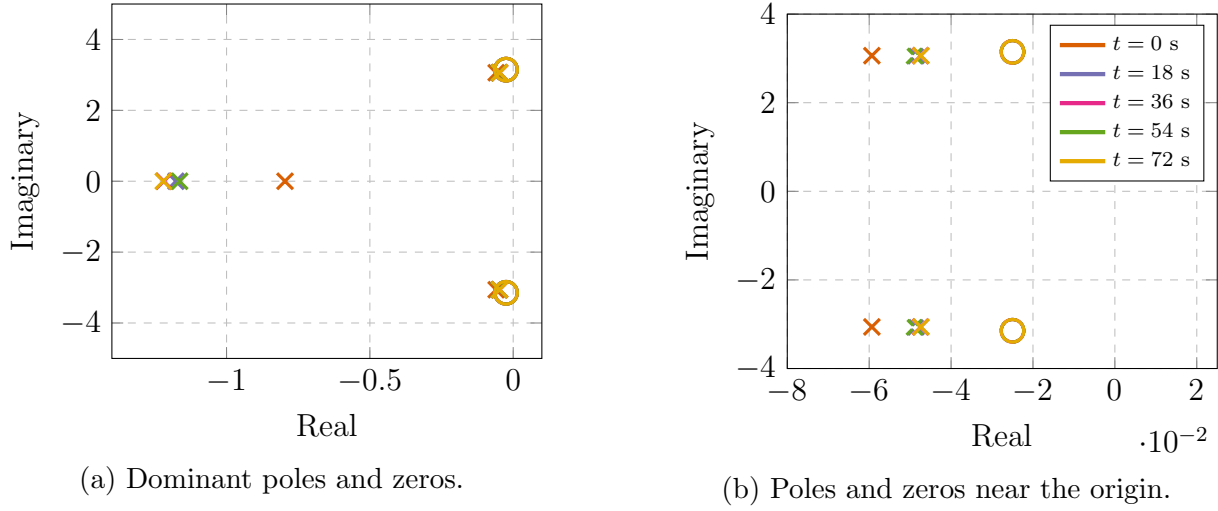 4
2
0
−2
−4
Imaginary
−1
−0.5
0
Real
(a) Dominant poles and zeros.
4
2
0
−2
−4
Imaginary
t = 0 s
t = 18 s
t = 36 s
t = 54 s
t = 72 s
−8
−6
−4
−2
0
2
Real
·10⁻²
(b) Poles and zeros near the origin.